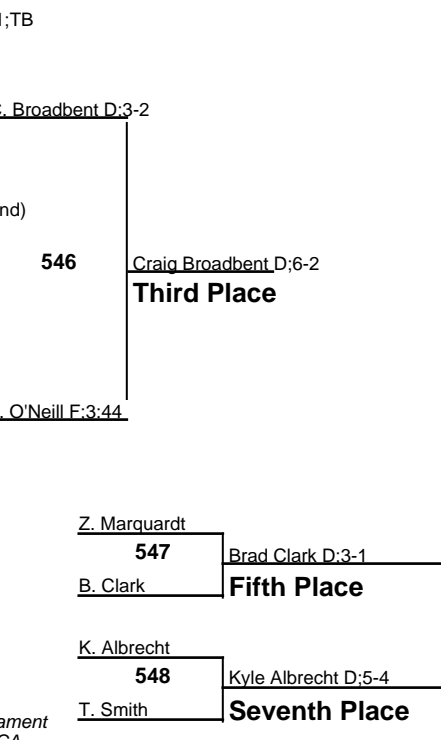 ;TB
. Broadbent D;3-2
nd)
546
Craig Broadbent D;6-2
Third Place
. O'Neill F;3:44
Z. Marquardt
547
Brad Clark D;3-1
B. Clark
Fifth Place
K. Albrecht
548
Kyle Albrecht D;5-4
T. Smith
Seventh Place
ament